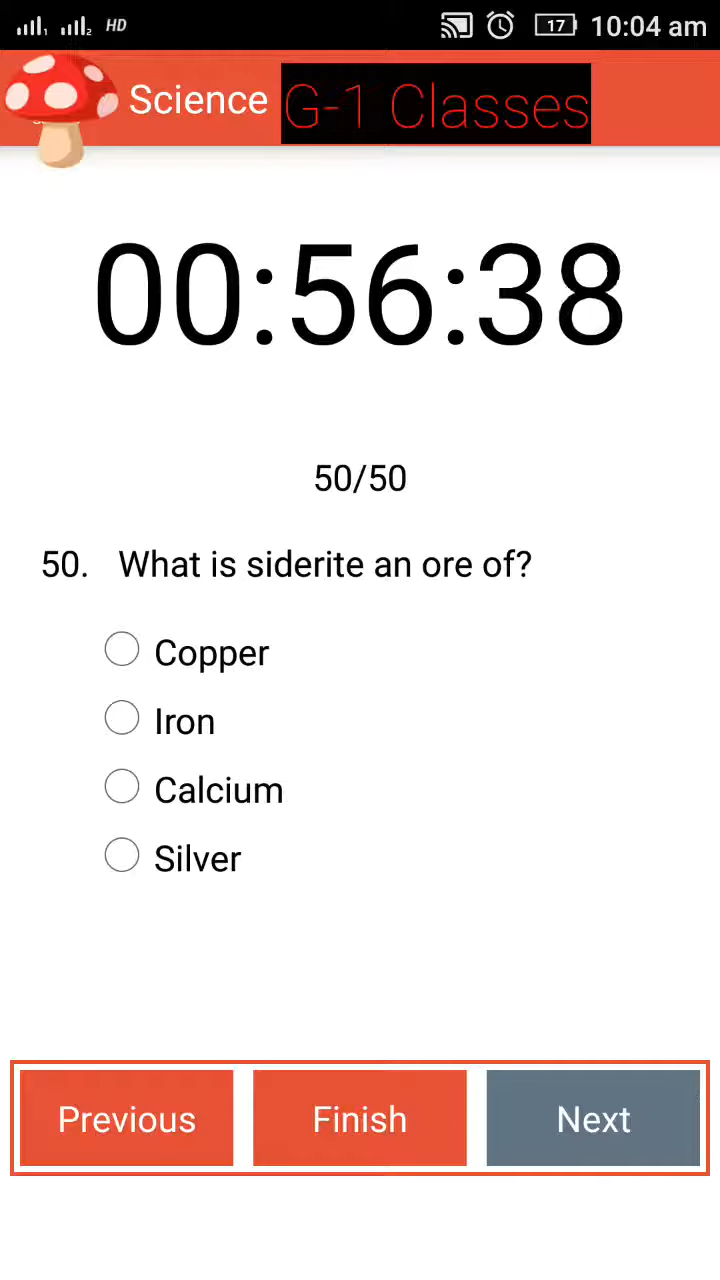 HD 17 10:04 am
Science G-1 Classes
00:56:38
50/50
50. What is siderite an ore of?
Copper
Iron
Calcium
Silver
Previous Finish Next